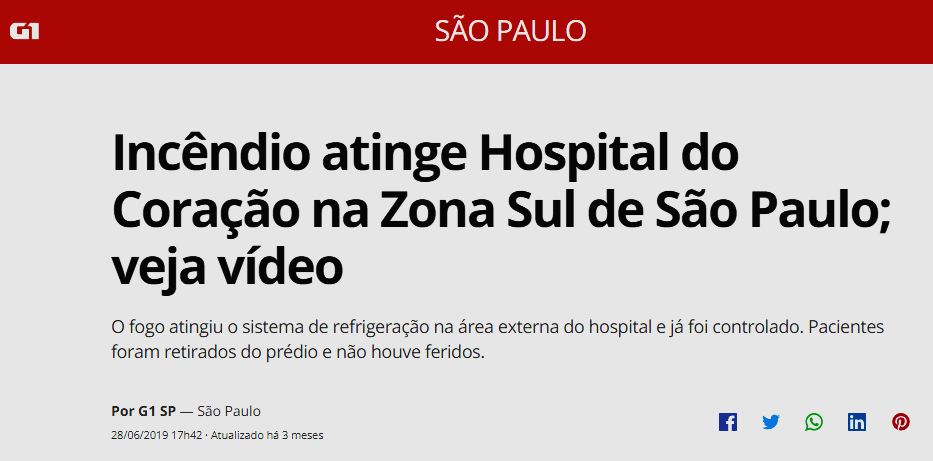 G1
SÃO PAULO
Incêndio atinge Hospital do
Coração na Zona Sul de São Paulo;
veja vídeo
O fogo atingiu o sistema de refrigeração na área externa do hospital e já foi controlado. Pacientes
foram retirados do prédio e não houve feridos.
Por G1 SP — São Paulo
28/06/2019 17h42 · Atualizado há 3 meses